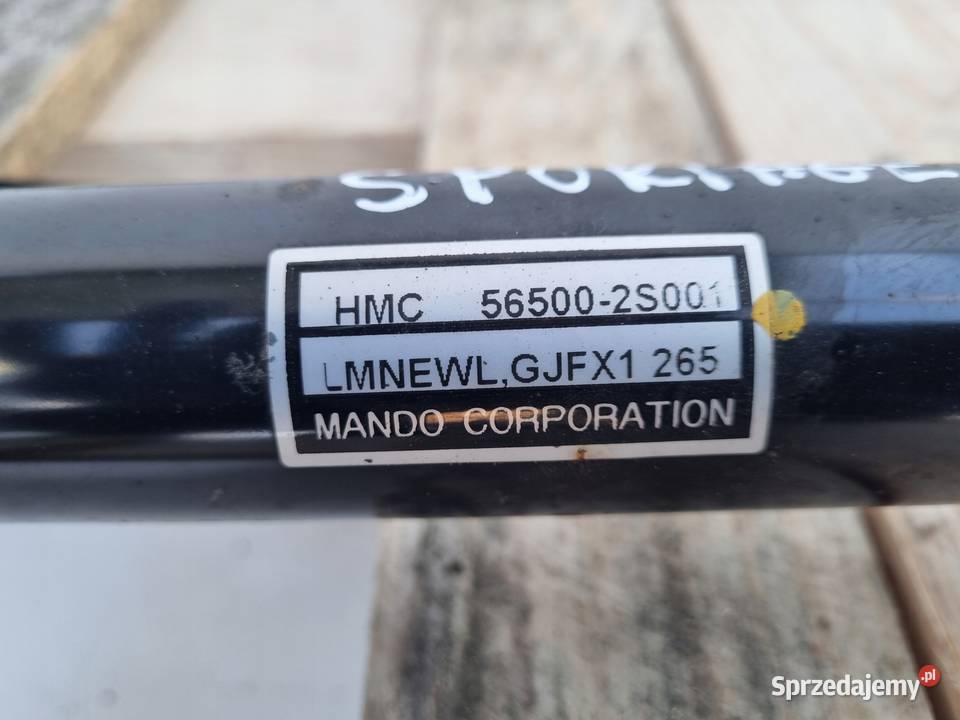 SPORTAGE
HMC 56500-2S001
LMNEWL,GJFX1 265
MANDO CORPORATION
Sprzedajemy.pl